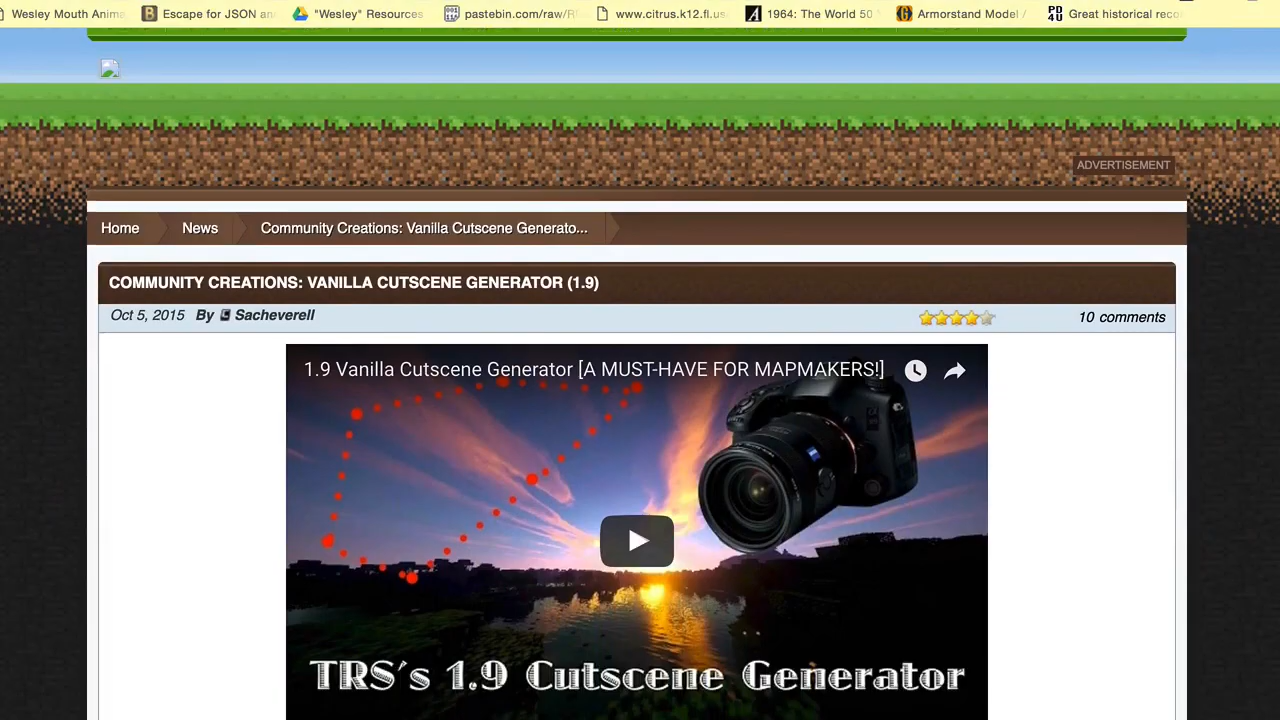 Wesley Mouth Anima
Escape for JSON an
"Wesley" Resources
pastebin.com/raw/R
www.citrus.k12.fl.us
1964: The World 50
Armorstand Model /
Great historical reco
ADVERTISEMENT
Home
News
Community Creations: Vanilla Cutscene Generato...
COMMUNITY CREATIONS: VANILLA CUTSCENE GENERATOR (1.9)
Oct 5, 2015 By Sacheverell
10 comments
1.9 Vanilla Cutscene Generator [A MUST-HAVE FOR MAPMAKERS!]
TRS's 1.9 Cutscene Generator